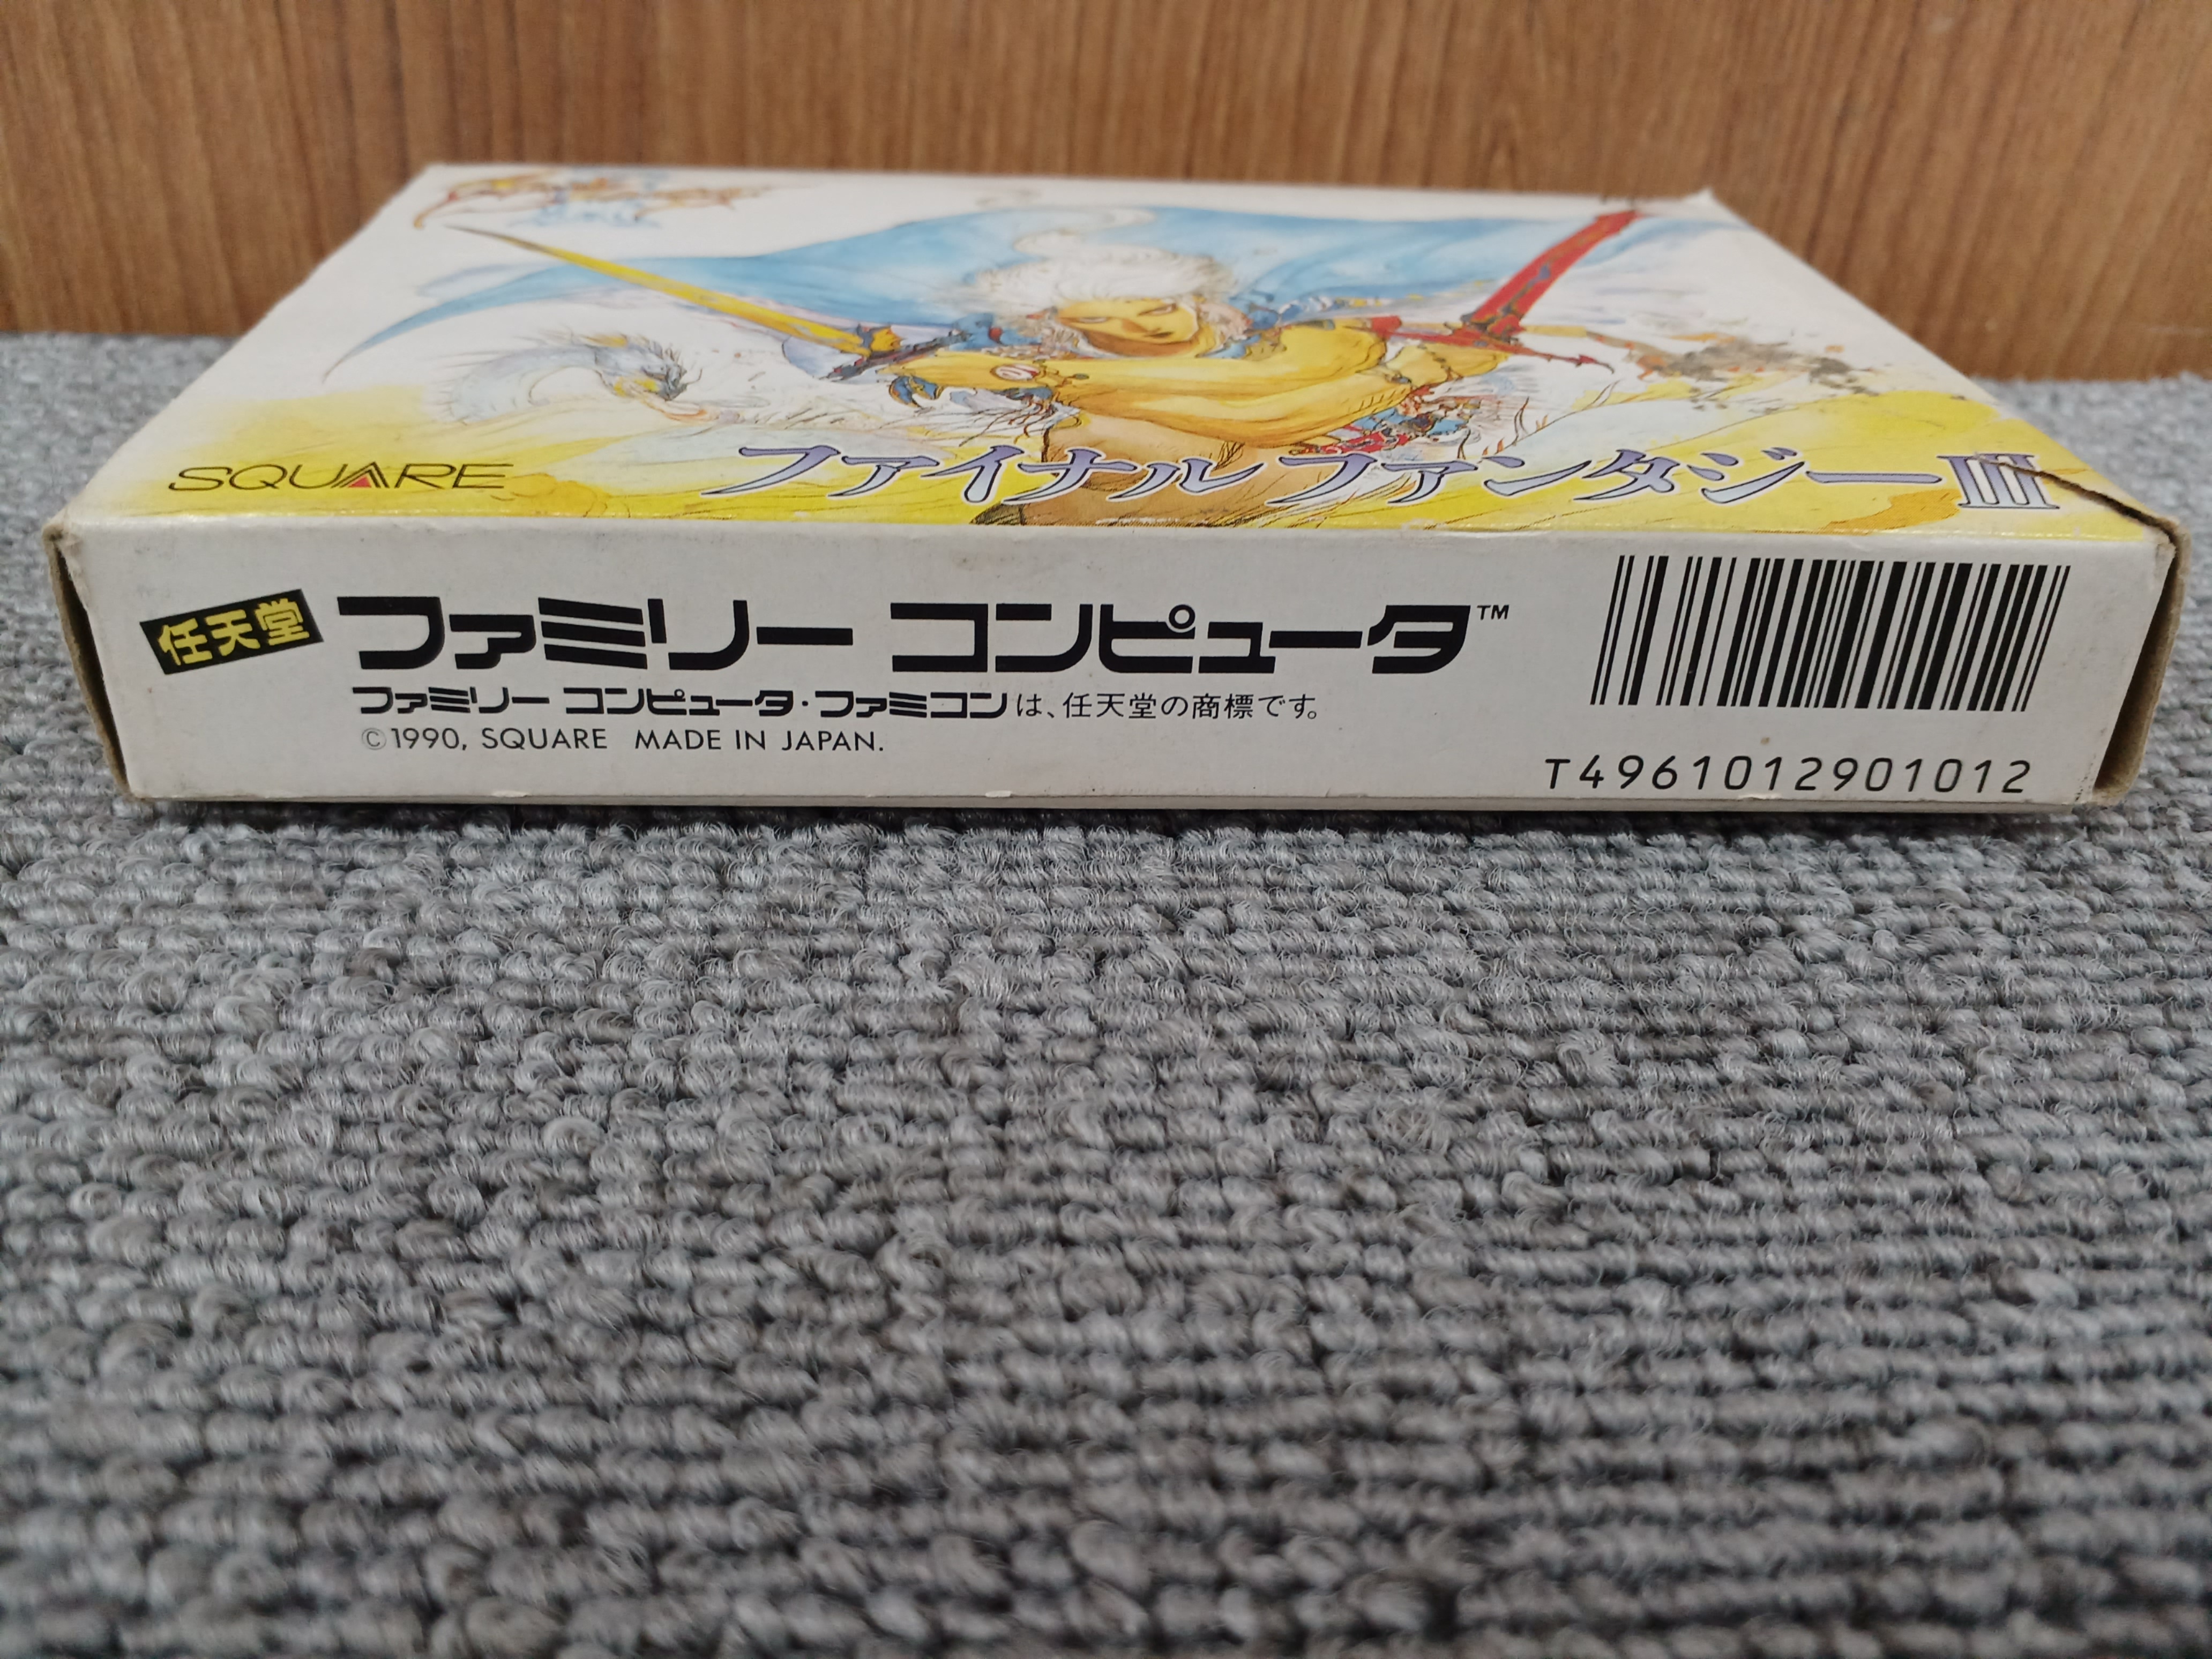 SQUARE
ファイナルファンタジーIII
任天堂
ファミリー コンピュータ™
ファミリー コンピュータ・ファミコンは、任天堂の商標です。
©1990, SQUARE MADE IN JAPAN.
T4961012901012